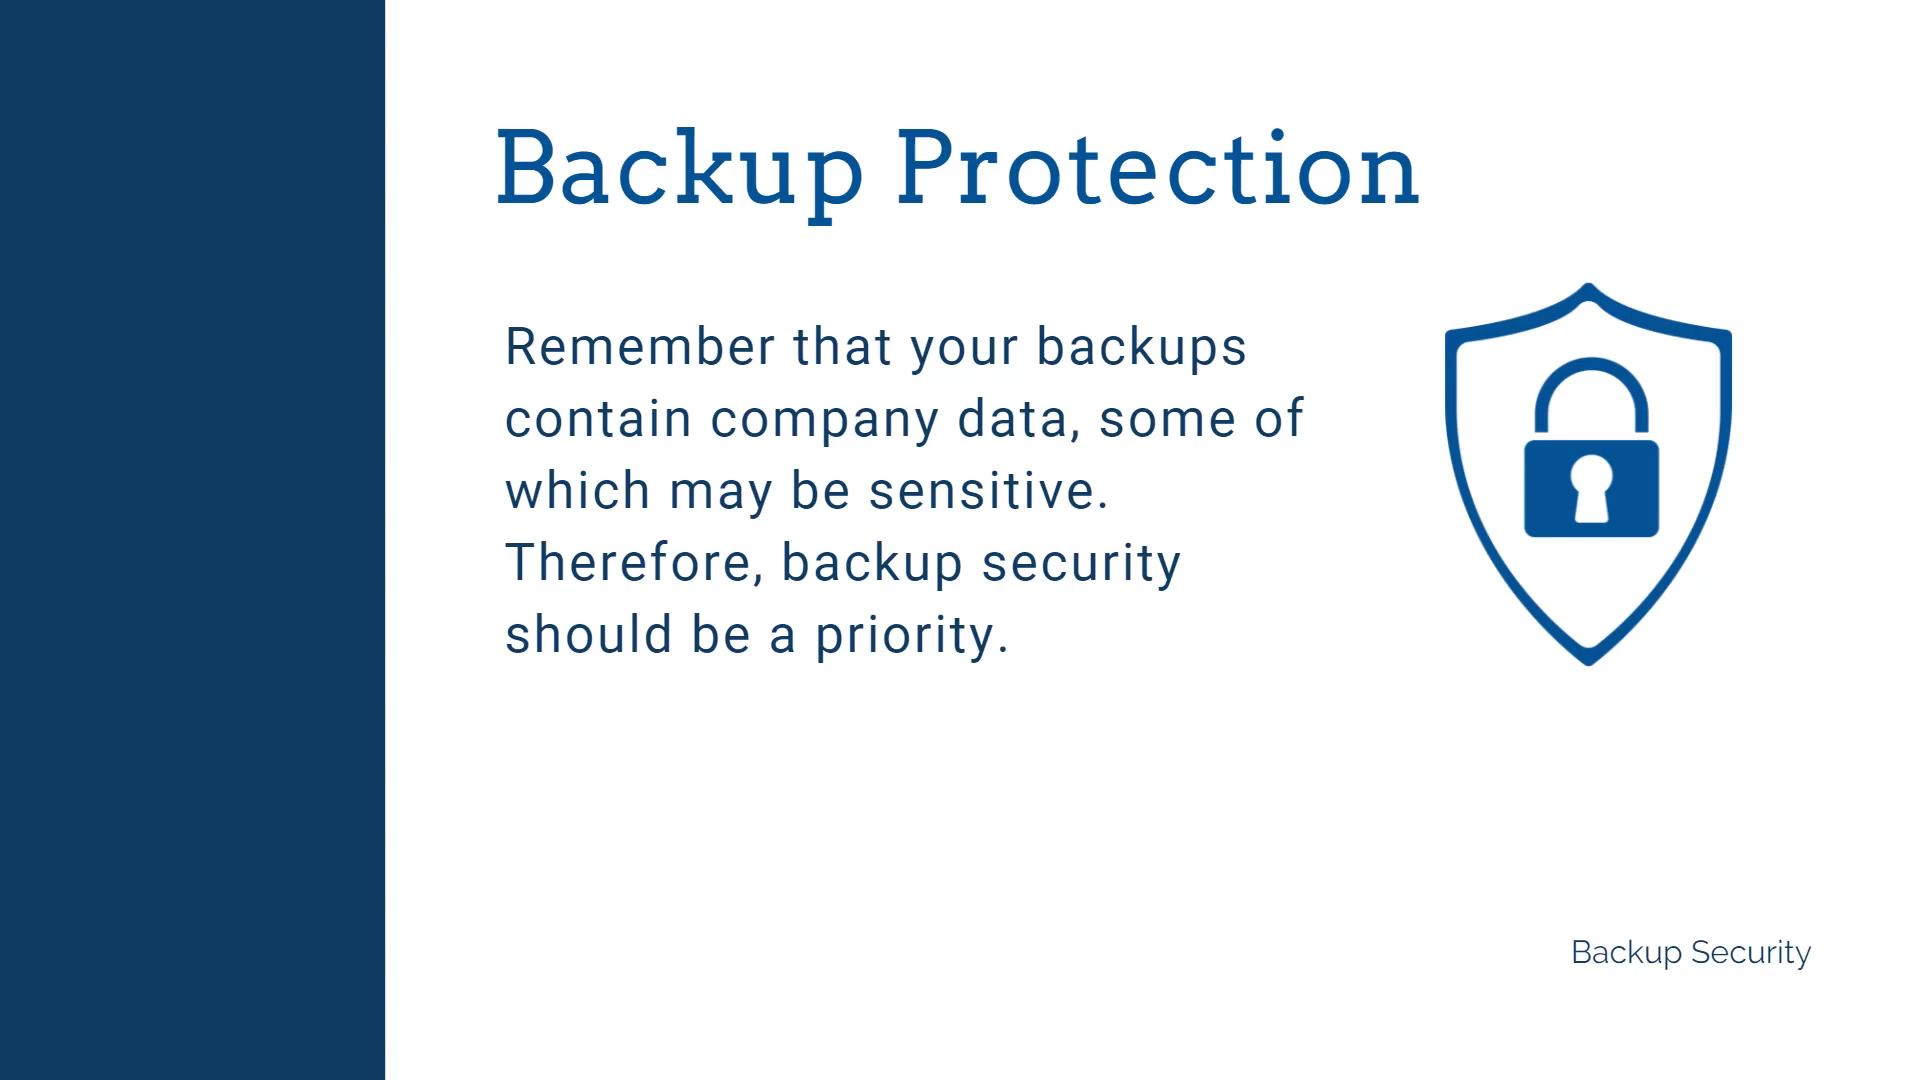 Backup Protection
Remember that your backups
contain company data, some of
which may be sensitive.
Therefore, backup security
should be a priority.
Backup Security